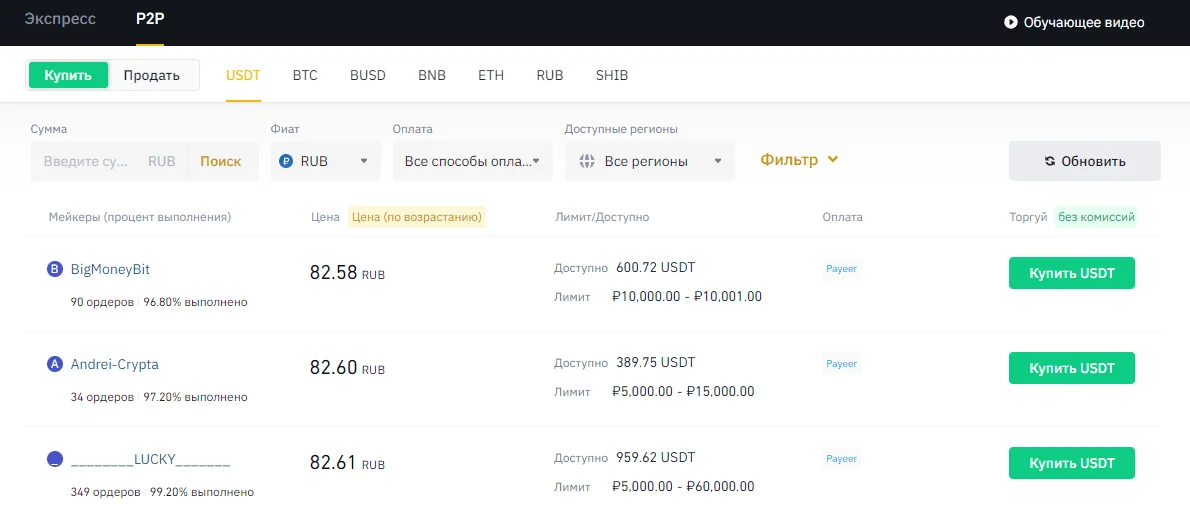 Экспресс P2P Обучающее видео
Купить Продать USDT BTC BUSD BNB ETH RUB SHIB
Сумма Фиат Оплата Доступные регионы
Введите су... RUB Поиск RUB Все способы опла... Все регионы Фильтр Обновить
Мейкеры (процент выполнения) Цена Цена (по возрастанию) Лимит/Доступно Оплата Торгуй без комиссий
B BigMoneyBit 82.58 RUB Доступно 600.72 USDT Payeer Купить USDT
90 ордеров 96.80% выполнено Лимит ₽10,000.00 - ₽10,001.00
A Andrei-Crypta 82.60 RUB Доступно 389.75 USDT Payeer Купить USDT
34 ордеров 97.20% выполнено Лимит ₽5,000.00 - ₽15,000.00
_ ________LUCKY_______ 82.61 RUB Доступно 959.62 USDT Payeer Купить USDT
349 ордеров 99.20% выполнено Лимит ₽5,000.00 - ₽60,000.00